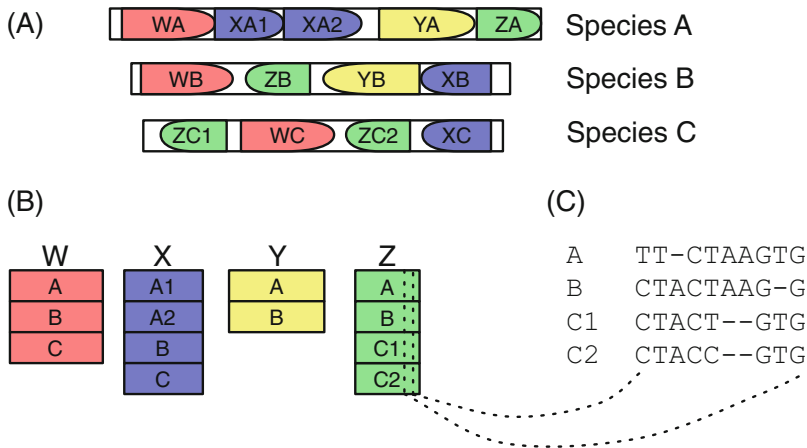 (A)
WA XA1 XA2 YA ZA Species A
WB ZB YB XB Species B
ZC1 WC ZC2 XC Species C
(B) (C)
W X Y Z
A A1 A A
B A2 B B
C B C1
C C2
A TT-CTAAGTG
B CTACTAAG-G
C1 CTACT--GTG
C2 CTACC--GTG